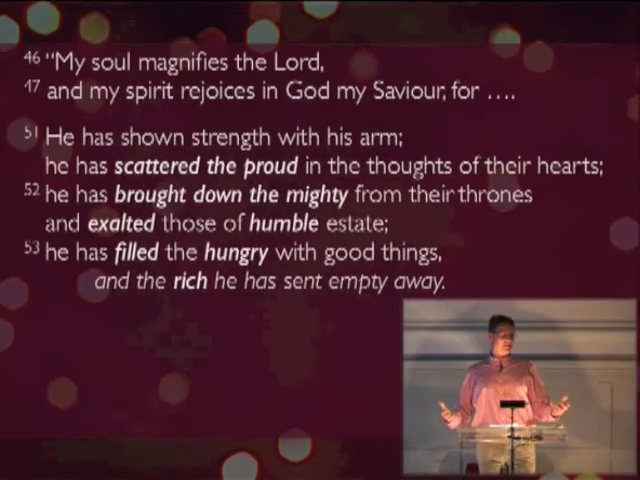 46 "My soul magnifies the Lord,
47 and my spirit rejoices in God my Saviour, for ....
51 He has shown strength with his arm;
he has scattered the proud in the thoughts of their hearts;
52 he has brought down the mighty from their thrones
and exalted those of humble estate;
53 he has filled the hungry with good things,
and the rich he has sent empty away.